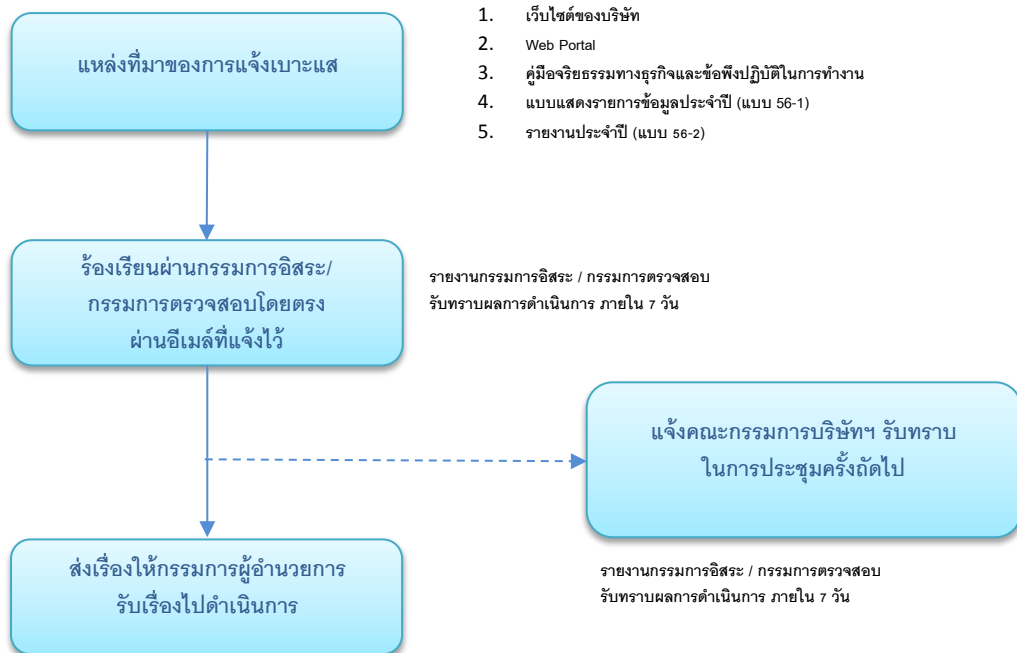 แหล่งที่มาของการแจ้งเบาะแส
1. เว็บไซต์ของบริษัท
2. Web Portal
3. คู่มือจริยธรรมทางธุรกิจและข้อพึงปฏิบัติในการทำงาน
4. แบบแสดงรายการข้อมูลประจำปี (แบบ 56-1)
5. รายงานประจำปี (แบบ 56-2)
ร้องเรียนผ่านกรรมการอิสระ/
กรรมการตรวจสอบโดยตรง
ผ่านอีเมล์ที่แจ้งไว้
รายงานกรรมการอิสระ / กรรมการตรวจสอบ
รับทราบผลการดำเนินการ ภายใน 7 วัน
แจ้งคณะกรรมการบริษัทฯ รับทราบ
ในการประชุมครั้งถัดไป
ส่งเรื่องให้กรรมการผู้อำนวยการ
รับเรื่องไปดำเนินการ
รายงานกรรมการอิสระ / กรรมการตรวจสอบ
รับทราบผลการดำเนินการ ภายใน 7 วัน